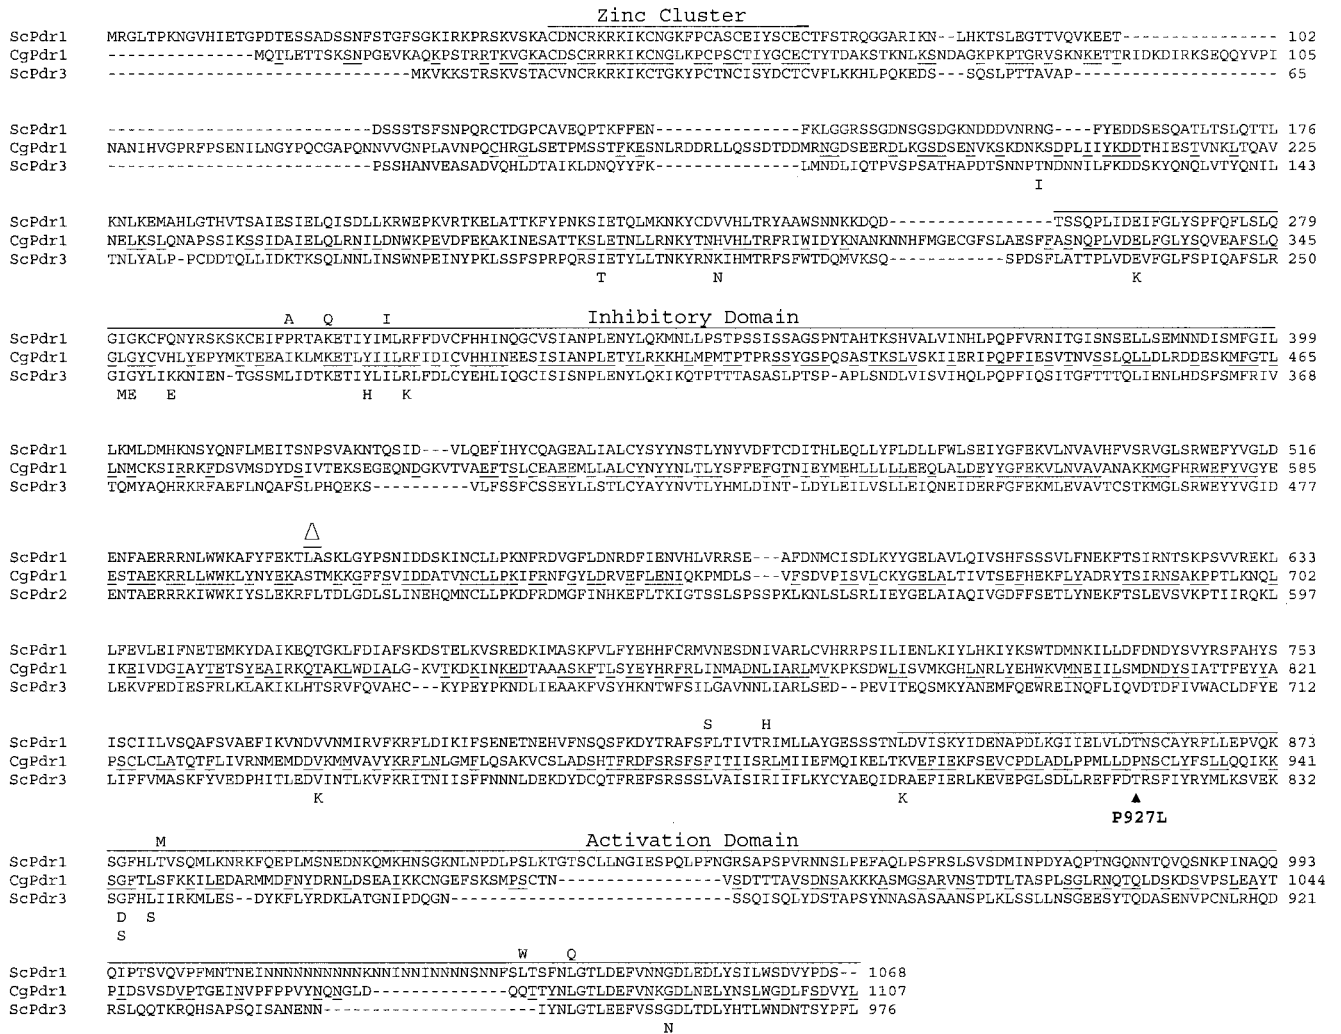 Zinc Cluster
ScPdr1 MRGLTPKNGVHIETGPDTESSADSSNFSTGFSGKIRKPRSKVSKACDNCRKRKIKCNGKFPCASCEIYSCECTFSTRQGGARIKN--LHKTSLEGTTVQVKEET---------------- 102
CgPdr1 ---------------MQTLETTSKSNPGEVKAQKPSTRRTKVGKACDSCRRRKIKCNGLKPCPSCTIYGCECTYTDAKSTKNLKSNDAGKPKPTGRVSKNKETTRIDKDIRKSEQQYVPI 105
ScPdr3 -------------------------------MKVKKSTRSKVSTACVNCRKRKIKCTGKYPCTNCISYDCTCVFLKKHLPQKEDS---SQSLPTTAVAP--------------------- 65
ScPdr1 ---------------------------DSSSTSFSNPQRCTDGPCAVEQPTKFFEN---------------FKLGGRSSGDNSGSDGKNDDDVNRNG----FYEDDSESQATLTSLQTTL 176
CgPdr1 NANIHVGPRFPSENILNGYPQCGAPQNNVVGNPLAVNPQCHRGLSETPMSSTFKESNLRDDRLLQSSDTDDMRNGDSEERDLKGSDSENVKSKDNKSDPLIIYKDDTHIESTVNKLTQAV 225
ScPdr3 ---------------------------PSSHANVEASADVQHLDTAIKLDNQYYFK---------------LMNDLIQTPVSPSATHAPDTSNNPTNDNNILFKDDSKYQNQLVTYQNIL 143
I
ScPdr1 KNLKEMAHLGTHVTSAIESIELQISDLLKRWEPKVRTKELATTKFYPNKSIETQLMKNKYCDVVHLTRYAAWSNNKKDQD-----------------TSSQPLIDEIFGLYSPFQFLSLQ 279
CgPdr1 NELKSLQNAPSSIKSSIDAIELQLRNILDNWKPEVDFEKAKINESATTKSLETNLLRNKYTNHVHLTRFRIWIDYKNANKNNHFMGECGFSLAESFFASNQPLVDELFGLYSQVEAFSLQ 345
ScPdr3 TNLYALP-PCDDTQLLIDKTKSQLNNLINSWNPEINYPKLSSFSPRPQRSIETYLLTNKYRNKIHMTRFSFWTDQMVKSQ------------SPDSFLATTPLVDEVFGLFSPIQAFSLR 250
T N K
A Q I
Inhibitory Domain
ScPdr1 GIGKCFQNYRSKSKCEIFPRTAKETIYIMLRFFDVCFHHINQGCVSIANPLENYLQKMNLLPSTPSSISSAGSPNTAHTKSHVALVINHLPQPFVRNITGISNSELLSEMNNDISMFGIL 399
CgPdr1 GLGYCVHLYEPYMKTEEAIKLMKETLYIILRFIDICVHHINEESISIANPLETYLRKKHLMPMTPTPRSSYGSPQSASTKSLVSKIIERIPQPFIESVTNVSSLQLLDLRDDESKMFGTL 465
ScPdr3 GIGYLIKKNIEN-TGSSMLIDTKETIYLILRLFDLCYEHLIQGCISISNPLENYLQKIKQTPTTTASASLPTSP-APLSNDLVISVIHQLPQPFIQSITGFTTTQLIENLHDSFSMFRIV 368
ME E H K
ScPdr1 LKMLDMHKNSYQNFLMEITSNPSVAKNTQSID---VLQEFIHYCQAGEALIALCYSYYNSTLYNYVDFTCDITHLEQLLYFLDLLFWLSEIYGFEKVLNVAVHFVSRVGLSRWEFYVGLD 516
CgPdr1 LNMCKSIRRKFDSVMSDYDSIVTEKSEGEQNDGKVTVAEFTSLCEAEEMLLALCYNYYNLTLYSFFEFGTNIEYMEHLLLLLEEQLALDEYYGFEKVLNVAVANAKKMGFHRWEFYVGYE 585
ScPdr3 TQMYAQHRKRFAEFLNQAFSLPHQEKS----------VLFSSFCSSEYLLSTLCYAYYNVTLYHMLDINT-LDYLEILVSLLEIQNEIDERFGFEKMLEVAVTCSTKMGLSRWEYYVGID 477
△
ScPdr1 ENFAERRRNLWWKAFYFEKTLASKLGYPSNIDDSKINCLLPKNFRDVGFLDNRDFIENVHLVRRSE---AFDNMCISDLKYYGELAVLQIVSHFSSSVLFNEKFTSIRNTSKPSVVREKL 633
CgPdr1 ESTAEKRRLLWWKLYNYEKASTMKKGFFSVIDDATVNCLLPKIFRNFGYLDRVEFLENIQKPMDLS---VFSDVPISVLCKYGELALTIVTSEFHEKFLYADRYTSIRNSAKPPTLKNQL 702
ScPdr2 ENTAERRRKIWWKIYSLEKRFLTDLGDLSLINEHQMNCLLPKDFRDMGFINHKEFLTKIGTSSLSPSSPKLKNLSLSRLIEYGELAIAQIVGDFFSETLYNEKFTSLEVSVKPTIIRQKL 597
ScPdr1 LFEVLEIFNETEMKYDAIKEQTGKLFDIAFSKDSTELKVSREDKIMASKFVLFYEHHFCRMVNESDNIVARLCVHRRPSILIENLKIYLHKIYKSWTDMNKILLDFDNDYSVYRSFAHYS 753
CgPdr1 IKEIVDGIAYTETSYEAIRKQTAKLWDIALG-KVTKDKINKEDTAAASKFTLSYEYHRFRLINMADNLIARLMVKPKSDWLISVMKGHLNRLYEHWKVMNEIILSMDNDYSIATTFEYYA 821
ScPdr3 LEKVFEDIESFRLKLAKIKLHTSRVFQVAHC---KYPEYPKNDLIEAAKFVSYHKNTWFSILGAVNNLIARLSED--PEVITEQSMKYANEMFQEWREINQFLIQVDTDFIVWACLDFYE 712
S H
ScPdr1 ISCIILVSQAFSVAEFIKVNDVVNMIRVFKRFLDIKIFSENETNEHVFNSQSFKDYTRAFSFLTIVTRIMLLAYGESSSTNLDVISKYIDENAPDLKGIIELVLDTNSCAYRFLLEPVQK 873
CgPdr1 PSCLCLATQTFLIVRNMEMDDVKMMVAVYKRFLNLGMFLQSAKVCSLADSHTFRDFSRSFSFITIISRLMIIEFMQIKELTKVEFIEKFSEVCPDLADLPPMLLDPNSCLYFSLLQQIKK 941
ScPdr3 LIFFVMASKFYVEDPHITLEDVINTLKVFKRITNIISFFNNNLDEKDYDCQTFREFSRSSSLVAISIRIIFLKYCYAEQIDRAEFIERLKEVEPGLSDLLREFFDTRSFIYRYMLKSVEK 832
K K ▲
P927L
M
Activation Domain
ScPdr1 SGFHLTVSQMLKNRKFQEPLMSNEDNKQMKHNSGKNLNPDLPSLKTGTSCLLNGIESPQLPFNGRSAPSPVRNNSLPEFAQLPSFRSLSVSDMINPDYAQPTNGQNNTQVQSNKPINAQQ 993
CgPdr1 SGFTLSFKKILEDARMMDFNYDRNLDSEAIKKCNGEFSKSMPSCTN-----------------VSDTTTAVSDNSAKKKASMGSARVNSTDTLTASPLSGLRNQTQLDSKDSVPSLEAYT 1044
ScPdr3 SGFHLIIRKMLES--DYKFLYRDKLATGNIPDQGN-----------------------------SSQISQLYDSTAPSYNNASASAANSPLKLSSLLNSGEESYTQDASENVPCNLRHQD 921
D S
S
W Q
ScPdr1 QIPTSVQVPFMNTNEINNNNNNNNNNNKNNINNINNNNSNNFSLTSFNLGTLDEFVNNGDLEDLYSILWSDVYPDS-- 1068
CgPdr1 PIDSVSDVPTGEINVPFPPVYNQNGLD---------------QQTTYNLGTLDEFVNKGDLNELYNSLWGDLFSDVYL 1107
ScPdr3 RSLQQTKRQHSAPSQISANENN----------------------IYNLGTLEEFVSSGDLTDLYHTLWNDNTSYPFL 976
N